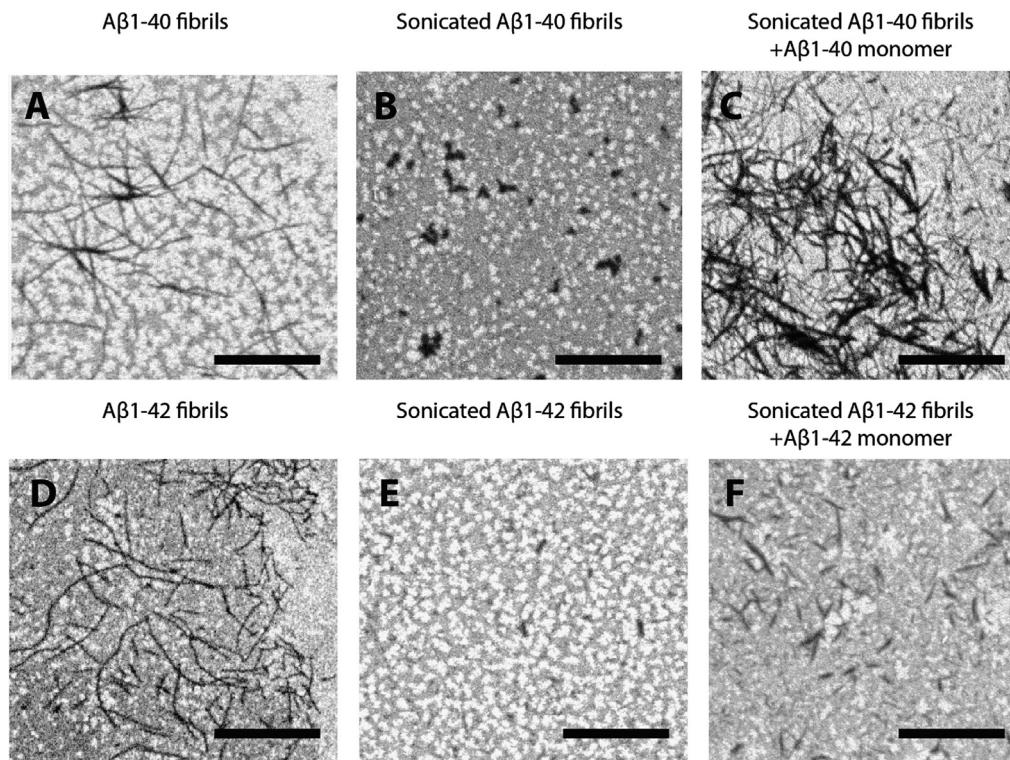 Aβ1-40 fibrils
Sonicated Aβ1-40 fibrils
Sonicated Aβ1-40 fibrils
+Aβ1-40 monomer
A
B
C
Aβ1-42 fibrils
Sonicated Aβ1-42 fibrils
Sonicated Aβ1-42 fibrils
+Aβ1-42 monomer
D
E
F